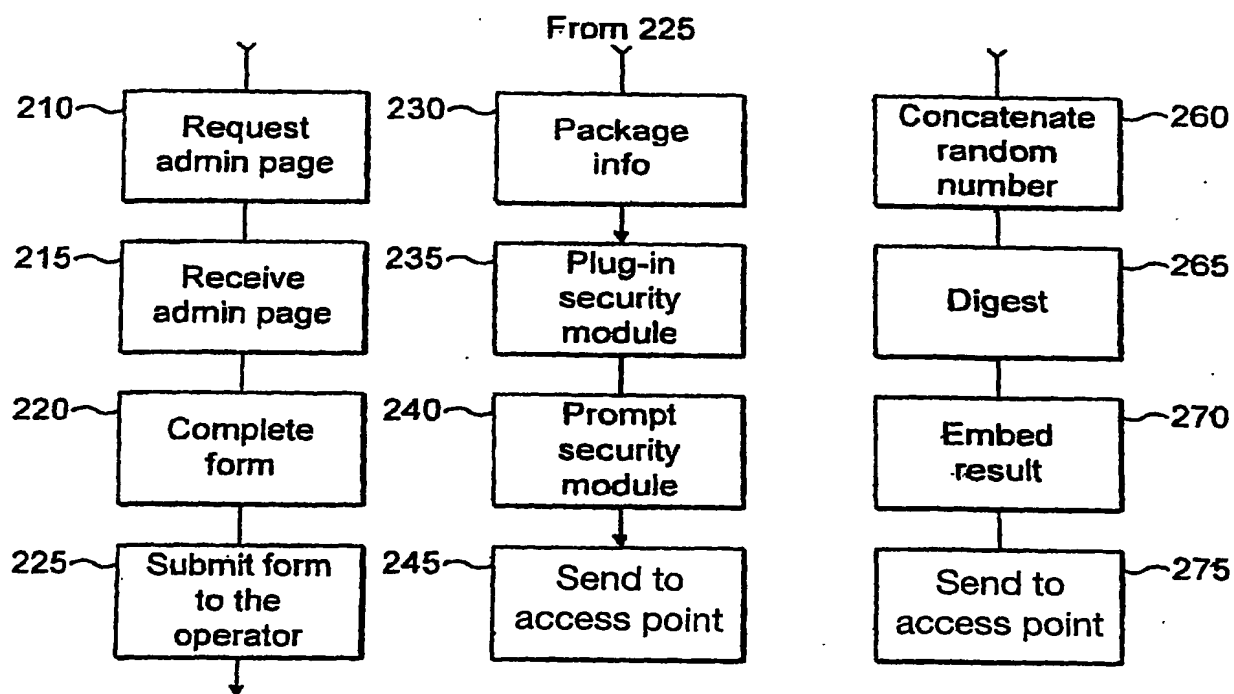 210
Request
admin page
215
Receive
admin page
220
Complete
form
225
Submit form
to the
operator
From 225
230
Package
info
235
Plug-in
security
module
240
Prompt
security
module
245
Send to
access point
Concatenate
random
number
260
Digest
265
Embed
result
270
Send to
access point
275